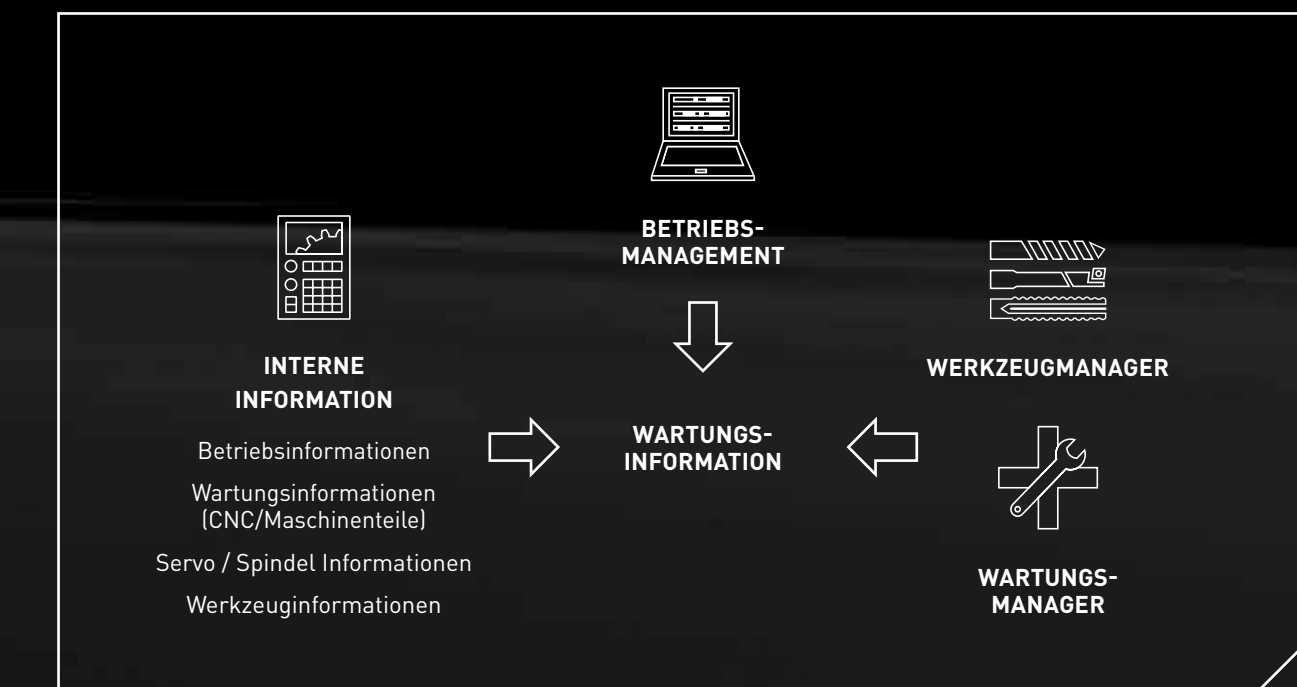 BETRIEBS-
MANAGEMENT
INTERNE
INFORMATION
Betriebsinformationen
Wartungsinformationen
(CNC/Maschinenteile)
Servo / Spindel Informationen
Werkzeuginformationen
WARTUNGS-
INFORMATION
WERKZEUGMANAGER
WARTUNGS-
MANAGER